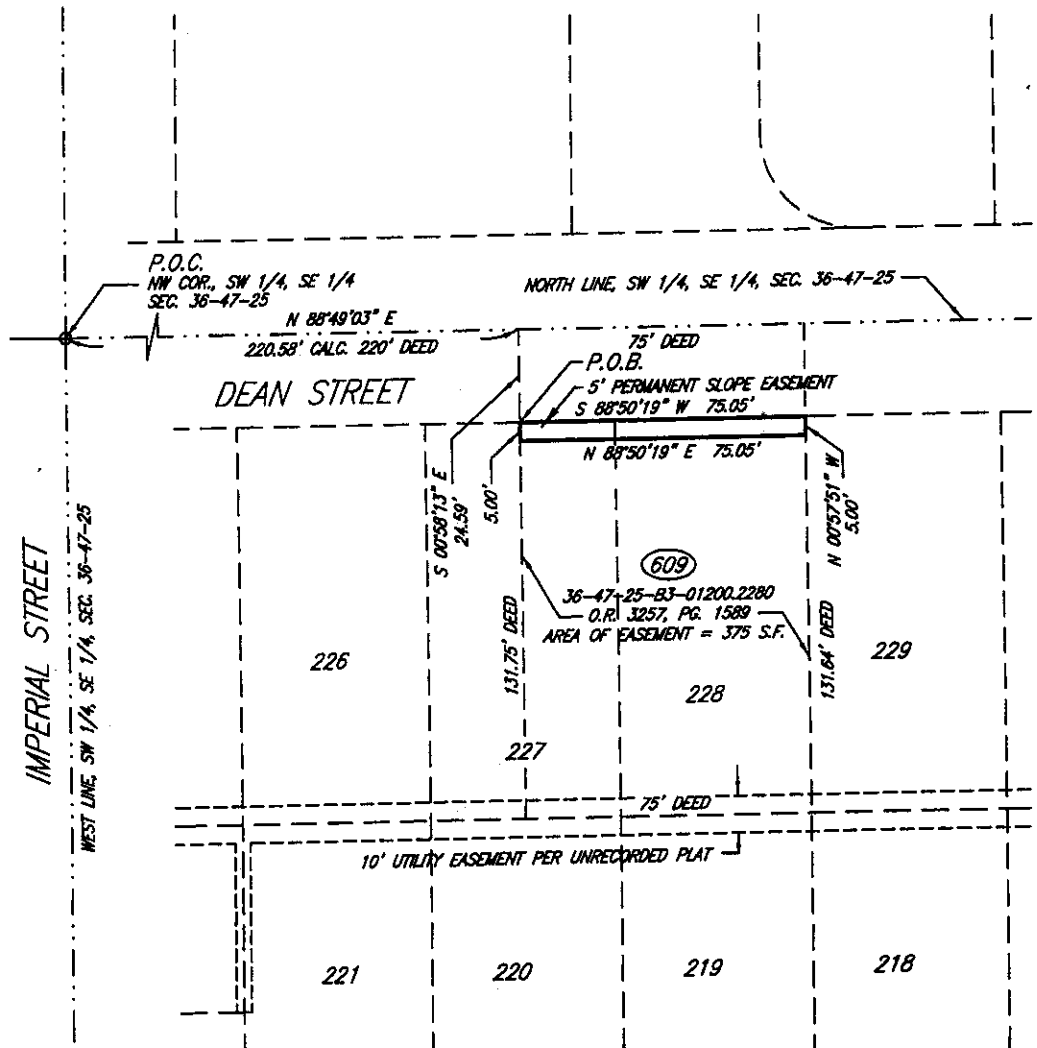 P.O.C.
NW COR., SW 1/4, SE 1/4
SEC. 36-47-25
NORTH LINE, SW 1/4, SE 1/4, SEC. 36-47-25
N 88°49'03" E
220.58' CALC. 220' DEED
75' DEED
DEAN STREET
P.O.B.
5' PERMANENT SLOPE EASEMENT
S 88°50'19" W 75.05'
N 88°50'19" E 75.05'
S 00°58'13" E
24.59'
5.00'
N 00°57'51" W
5.00'
609
36-47-25-B3-01200.2280
O.R. 3257, PG. 1589
AREA OF EASEMENT = 375 S.F.
131.75' DEED
131.64' DEED
IMPERIAL STREET
WEST LINE, SW 1/4, SE 1/4, SEC. 36-47-25
226
227
228
229
75' DEED
10' UTILITY EASEMENT PER UNRECORDED PLAT
221
220
219
218